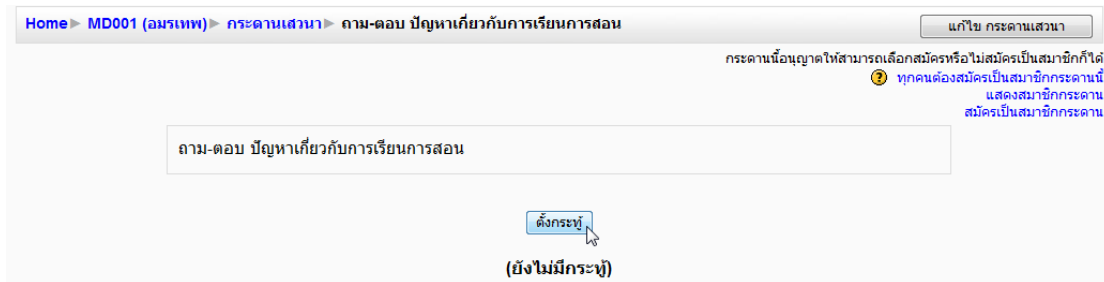 Home▶ MD001 (อมรเทพ)▶ กระดานเสวนา▶ ถาม-ตอบ ปัญหาเกี่ยวกับการเรียนการสอน
แก้ไข กระดานเสวนา
กระดานนี้อนุญาตให้สามารถเลือกสมัครหรือไม่สมัครเป็นสมาชิกก็ได้
ทุกคนต้องสมัครเป็นสมาชิกกระดานนี้
แสดงสมาชิกกระดาน
สมัครเป็นสมาชิกกระดาน
ถาม-ตอบ ปัญหาเกี่ยวกับการเรียนการสอน
ตั้งกระทู้
(ยังไม่มีกระทู้)